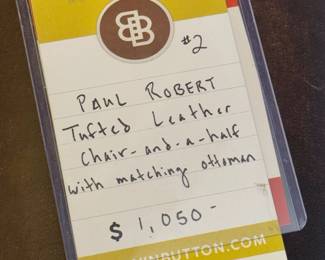 #2
PAUL ROBERT
Tufted Leather
Chair-and-a-half
with matching ottoman
$ 1,050-